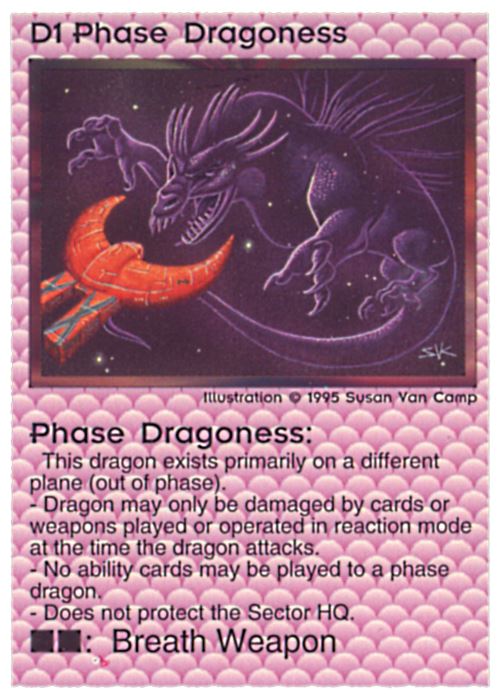 D1 Phase Dragoness
SVC
Illustration © 1995 Susan Van Camp
Phase Dragoness:
This dragon exists primarily on a different
plane (out of phase).
- Dragon may only be damaged by cards or
weapons played or operated in reaction mode
at the time the dragon attacks.
- No ability cards may be played to a phase
dragon.
- Does not protect the Sector HQ.
■■: Breath Weapon